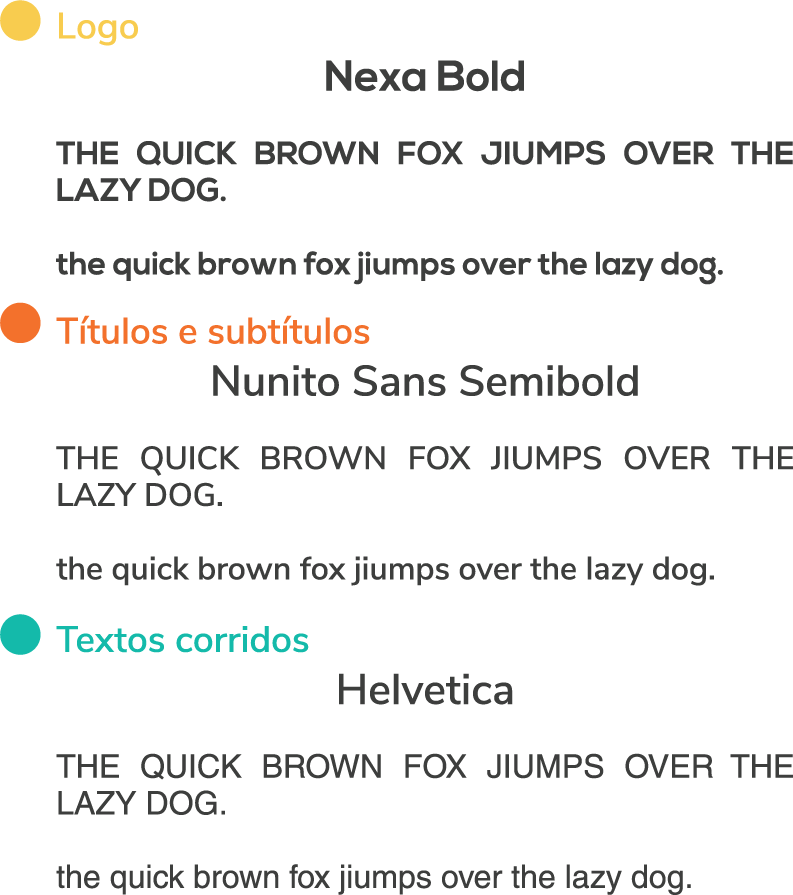 Logo
Nexa Bold
THE QUICK BROWN FOX JIUMPS OVER THE
LAZY DOG.
the quick brown fox jiumps over the lazy dog.
Títulos e subtítulos
Nunito Sans Semibold
THE QUICK BROWN FOX JIUMPS OVER THE
LAZY DOG.
the quick brown fox jiumps over the lazy dog.
Textos corridos
Helvetica
THE QUICK BROWN FOX JIUMPS OVER THE
LAZY DOG.
the quick brown fox jiumps over the lazy dog.